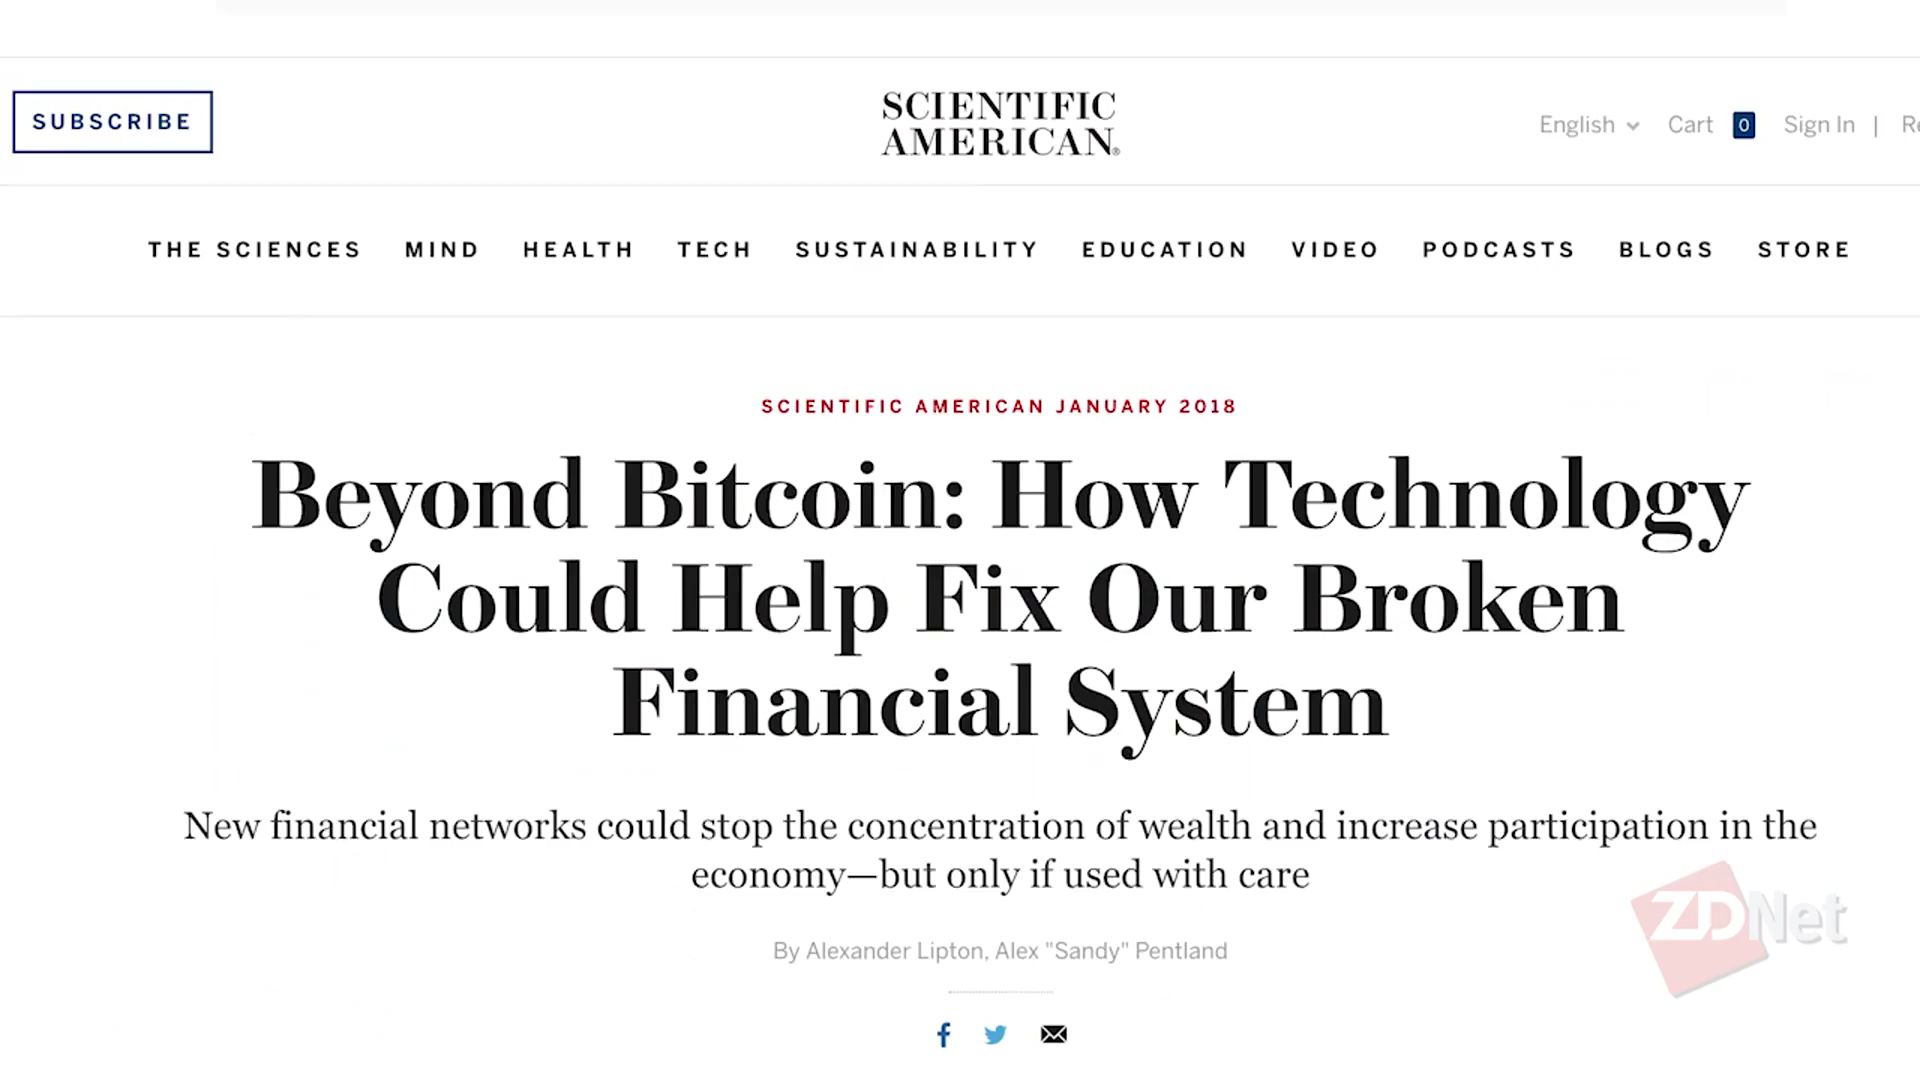 SUBSCRIBE
SCIENTIFIC
AMERICAN®
English
Cart 0 Sign In |
THE SCIENCES MIND HEALTH TECH SUSTAINABILITY EDUCATION VIDEO PODCASTS BLOGS STORE
SCIENTIFIC AMERICAN JANUARY 2018
Beyond Bitcoin: How Technology
Could Help Fix Our Broken
Financial System
New financial networks could stop the concentration of wealth and increase participation in the
economy—but only if used with care
By Alexander Lipton, Alex "Sandy" Pentland
ZDNet